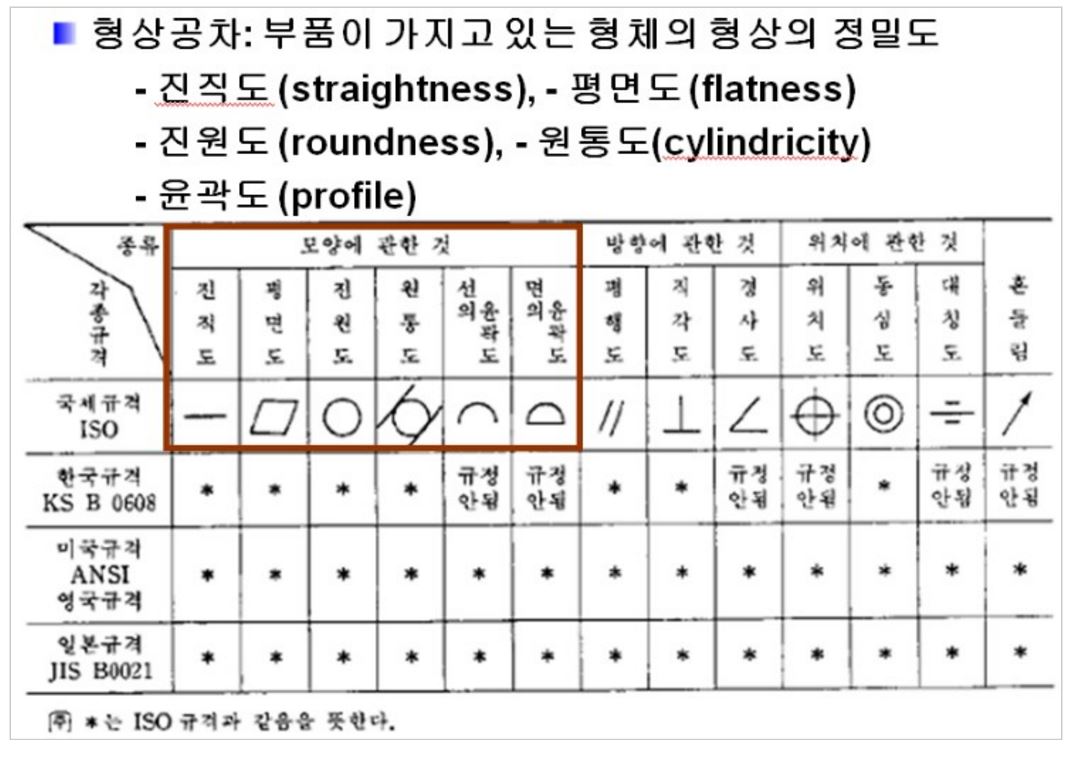 형상공차: 부품이 가지고 있는 형체의 형상의 정밀도
- 진직도(straightness), - 평면도(flatness)
- 진원도(roundness), - 원통도(cylindricity)
- 윤곽도(profile)
종류 모양에 관한 것 방향에 관한 것 위치에 관한 것
각종규격 진직도 평면도 진원도 원통도 선의윤곽도 면의윤곽도 평행도 직각도 경사도 위치도 동심도 대칭도 흔들림
국제규격
ISO
한국규격 * * * * 규정 규정 * * 규정 규정 * 규정 규정
KS B 0608 안됨 안됨 안됨 안됨 안됨 안됨
미국규격
ANSI * * * * * * * * * * * * *
영국규격
일본규격
JIS B0021 * * * * * * * * * * * * *
㊟ *는 ISO 규격과 같음을 뜻한다.